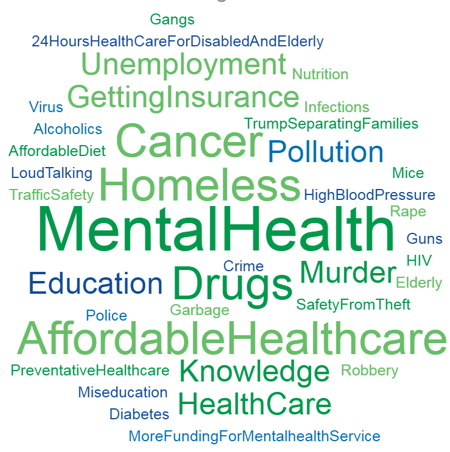 Gangs
24HoursHealthCareForDisabledAndElderly
Unemployment
Nutrition
GettingInsurance
Virus
Infections
TrumpSeparatingFamilies
Alcoholics
Cancer
Pollution
AffordableDiet
LoudTalking
Homeless
Mice
TrafficSafety
HighBloodPressure
MentalHealth
Rape
Guns
Crime
HIV
Education
Drugs
Murder
Elderly
SafetyFromTheft
Garbage
Police
AffordableHealthcare
PreventativeHealthcare
Knowledge
Robbery
Miseducation
HealthCare
Diabetes
MoreFundingForMentalhealthService